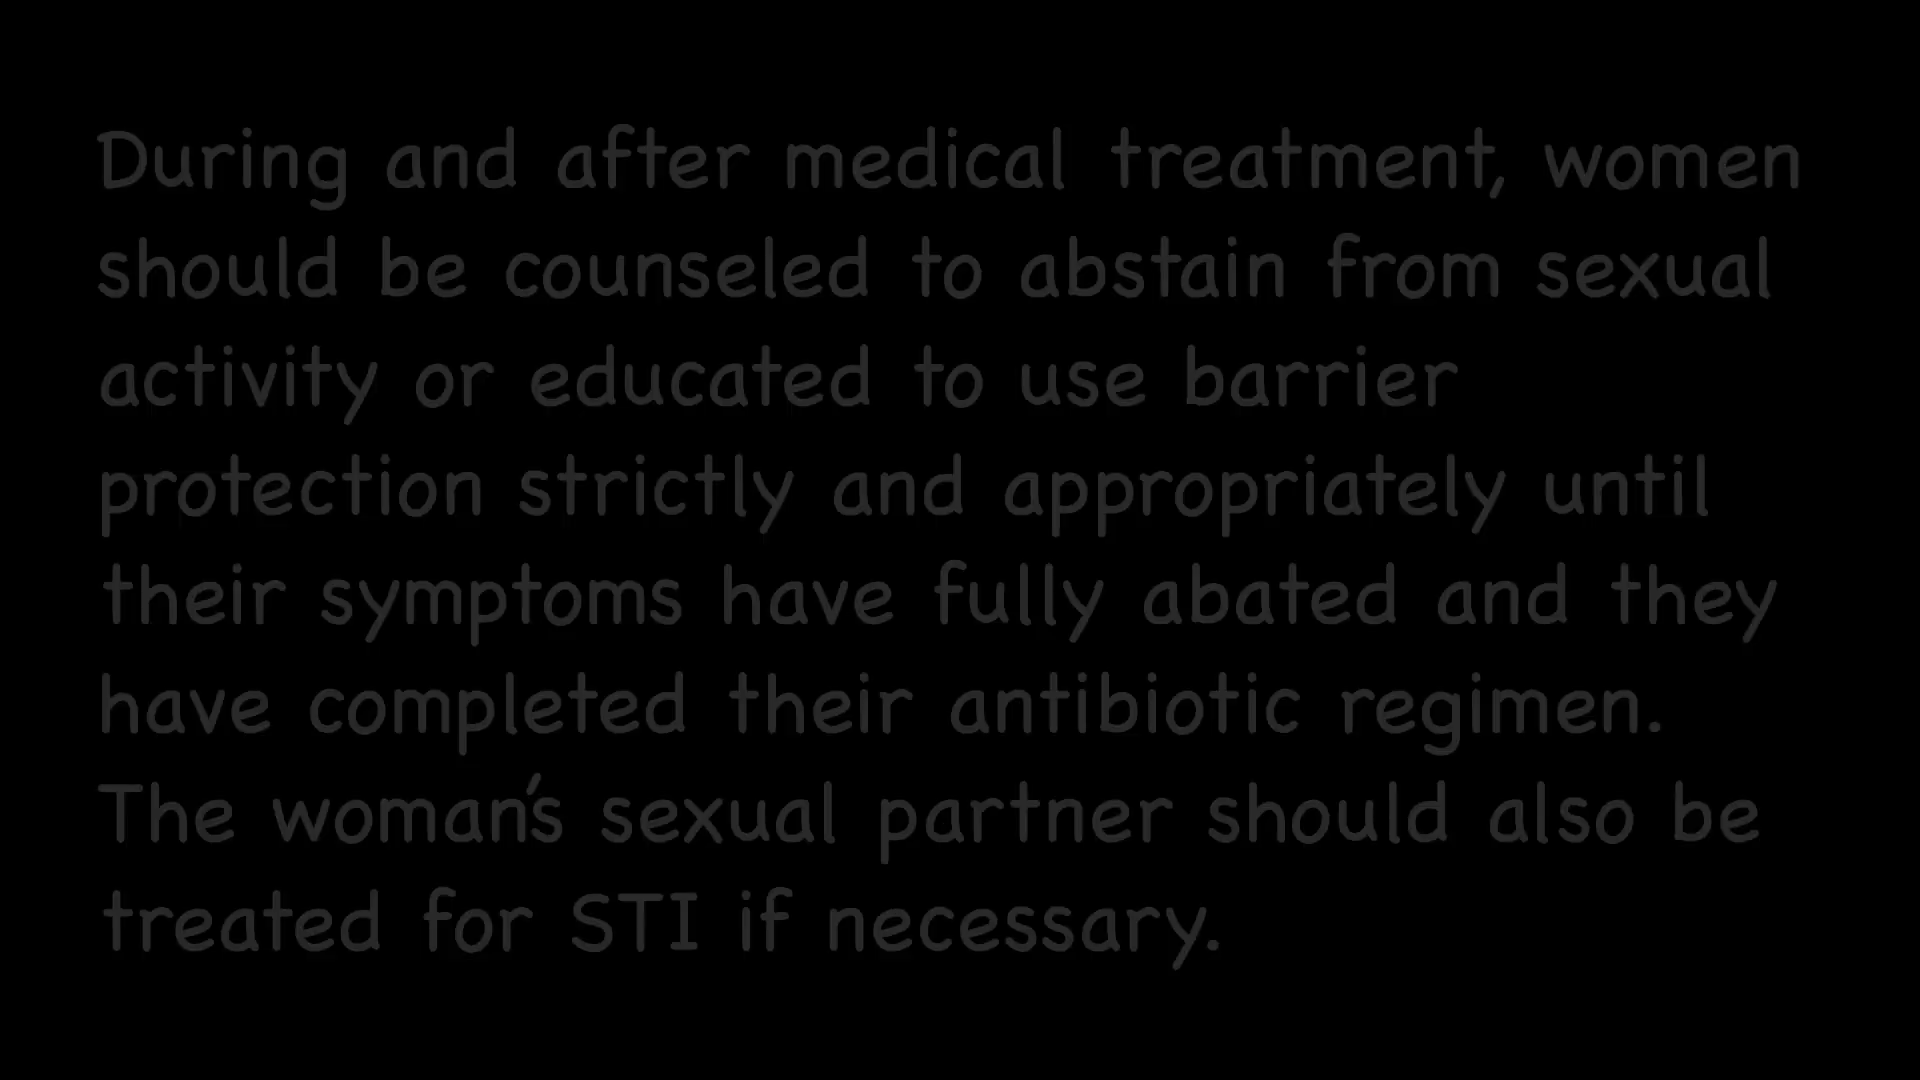 During and after medical treatment, women
should be counseled to abstain from sexual
activity or educated to use barrier
protection strictly and appropriately until
their symptoms have fully abated and they
have completed their antibiotic regimen.
The woman's sexual partner should also be
treated for STI if necessary.